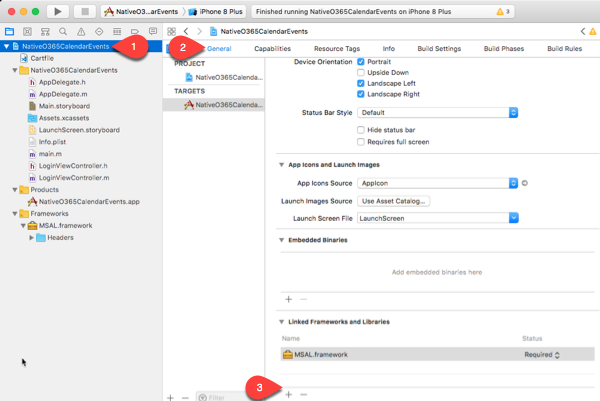 NativeO3...arEvents
iPhone 8 Plus
Finished running NativeO365CalendarEvents on iPhone 8 Plus
3
NativeO365CalendarEvents
1
2
NativeO365CalendarEvents
General
Capabilities
Resource Tags
Info
Build Settings
Build Phases
Build Rules
Cartfile
NativeO365CalendarEvents
AppDelegate.h
AppDelegate.m
Main.storyboard
Assets.xcassets
LaunchScreen.storyboard
Info.plist
main.m
LoginViewController.h
LoginViewController.m
Products
NativeO365CalendarEvents.app
Frameworks
MSAL.framework
Headers
PROJECT
NativeO365Calenda...
TARGETS
NativeO365Calenda...
Device Orientation
Portrait
Upside Down
Landscape Left
Landscape Right
Status Bar Style
Default
Hide status bar
Requires full screen
App Icons and Launch Images
App Icons Source
AppIcon
Launch Images Source
Use Asset Catalog...
Launch Screen File
LaunchScreen
Embedded Binaries
Add embedded binaries here
Linked Frameworks and Libraries
Name
Status
MSAL.framework
Required
3
Filter